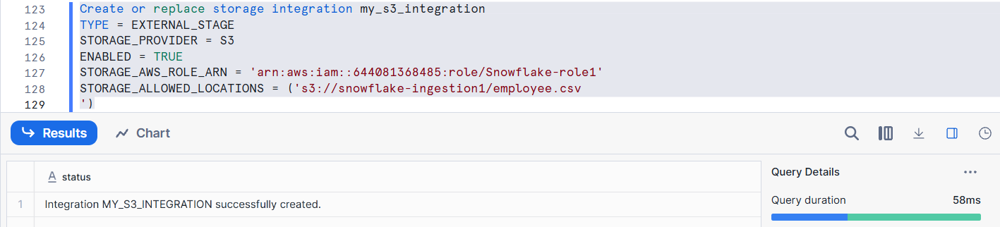 123 Create or replace storage integration my_s3_integration
124 TYPE = EXTERNAL_STAGE
125 STORAGE_PROVIDER = S3
126 ENABLED = TRUE
127 STORAGE_AWS_ROLE_ARN = 'arn:aws:iam::644081368485:role/Snowflake-role1'
128 STORAGE_ALLOWED_LOCATIONS = ('s3://snowflake-ingestion1/employee.csv
129 ')
Results Chart
A status
Query Details ...
1 Integration MY_S3_INTEGRATION successfully created.
Query duration 58ms